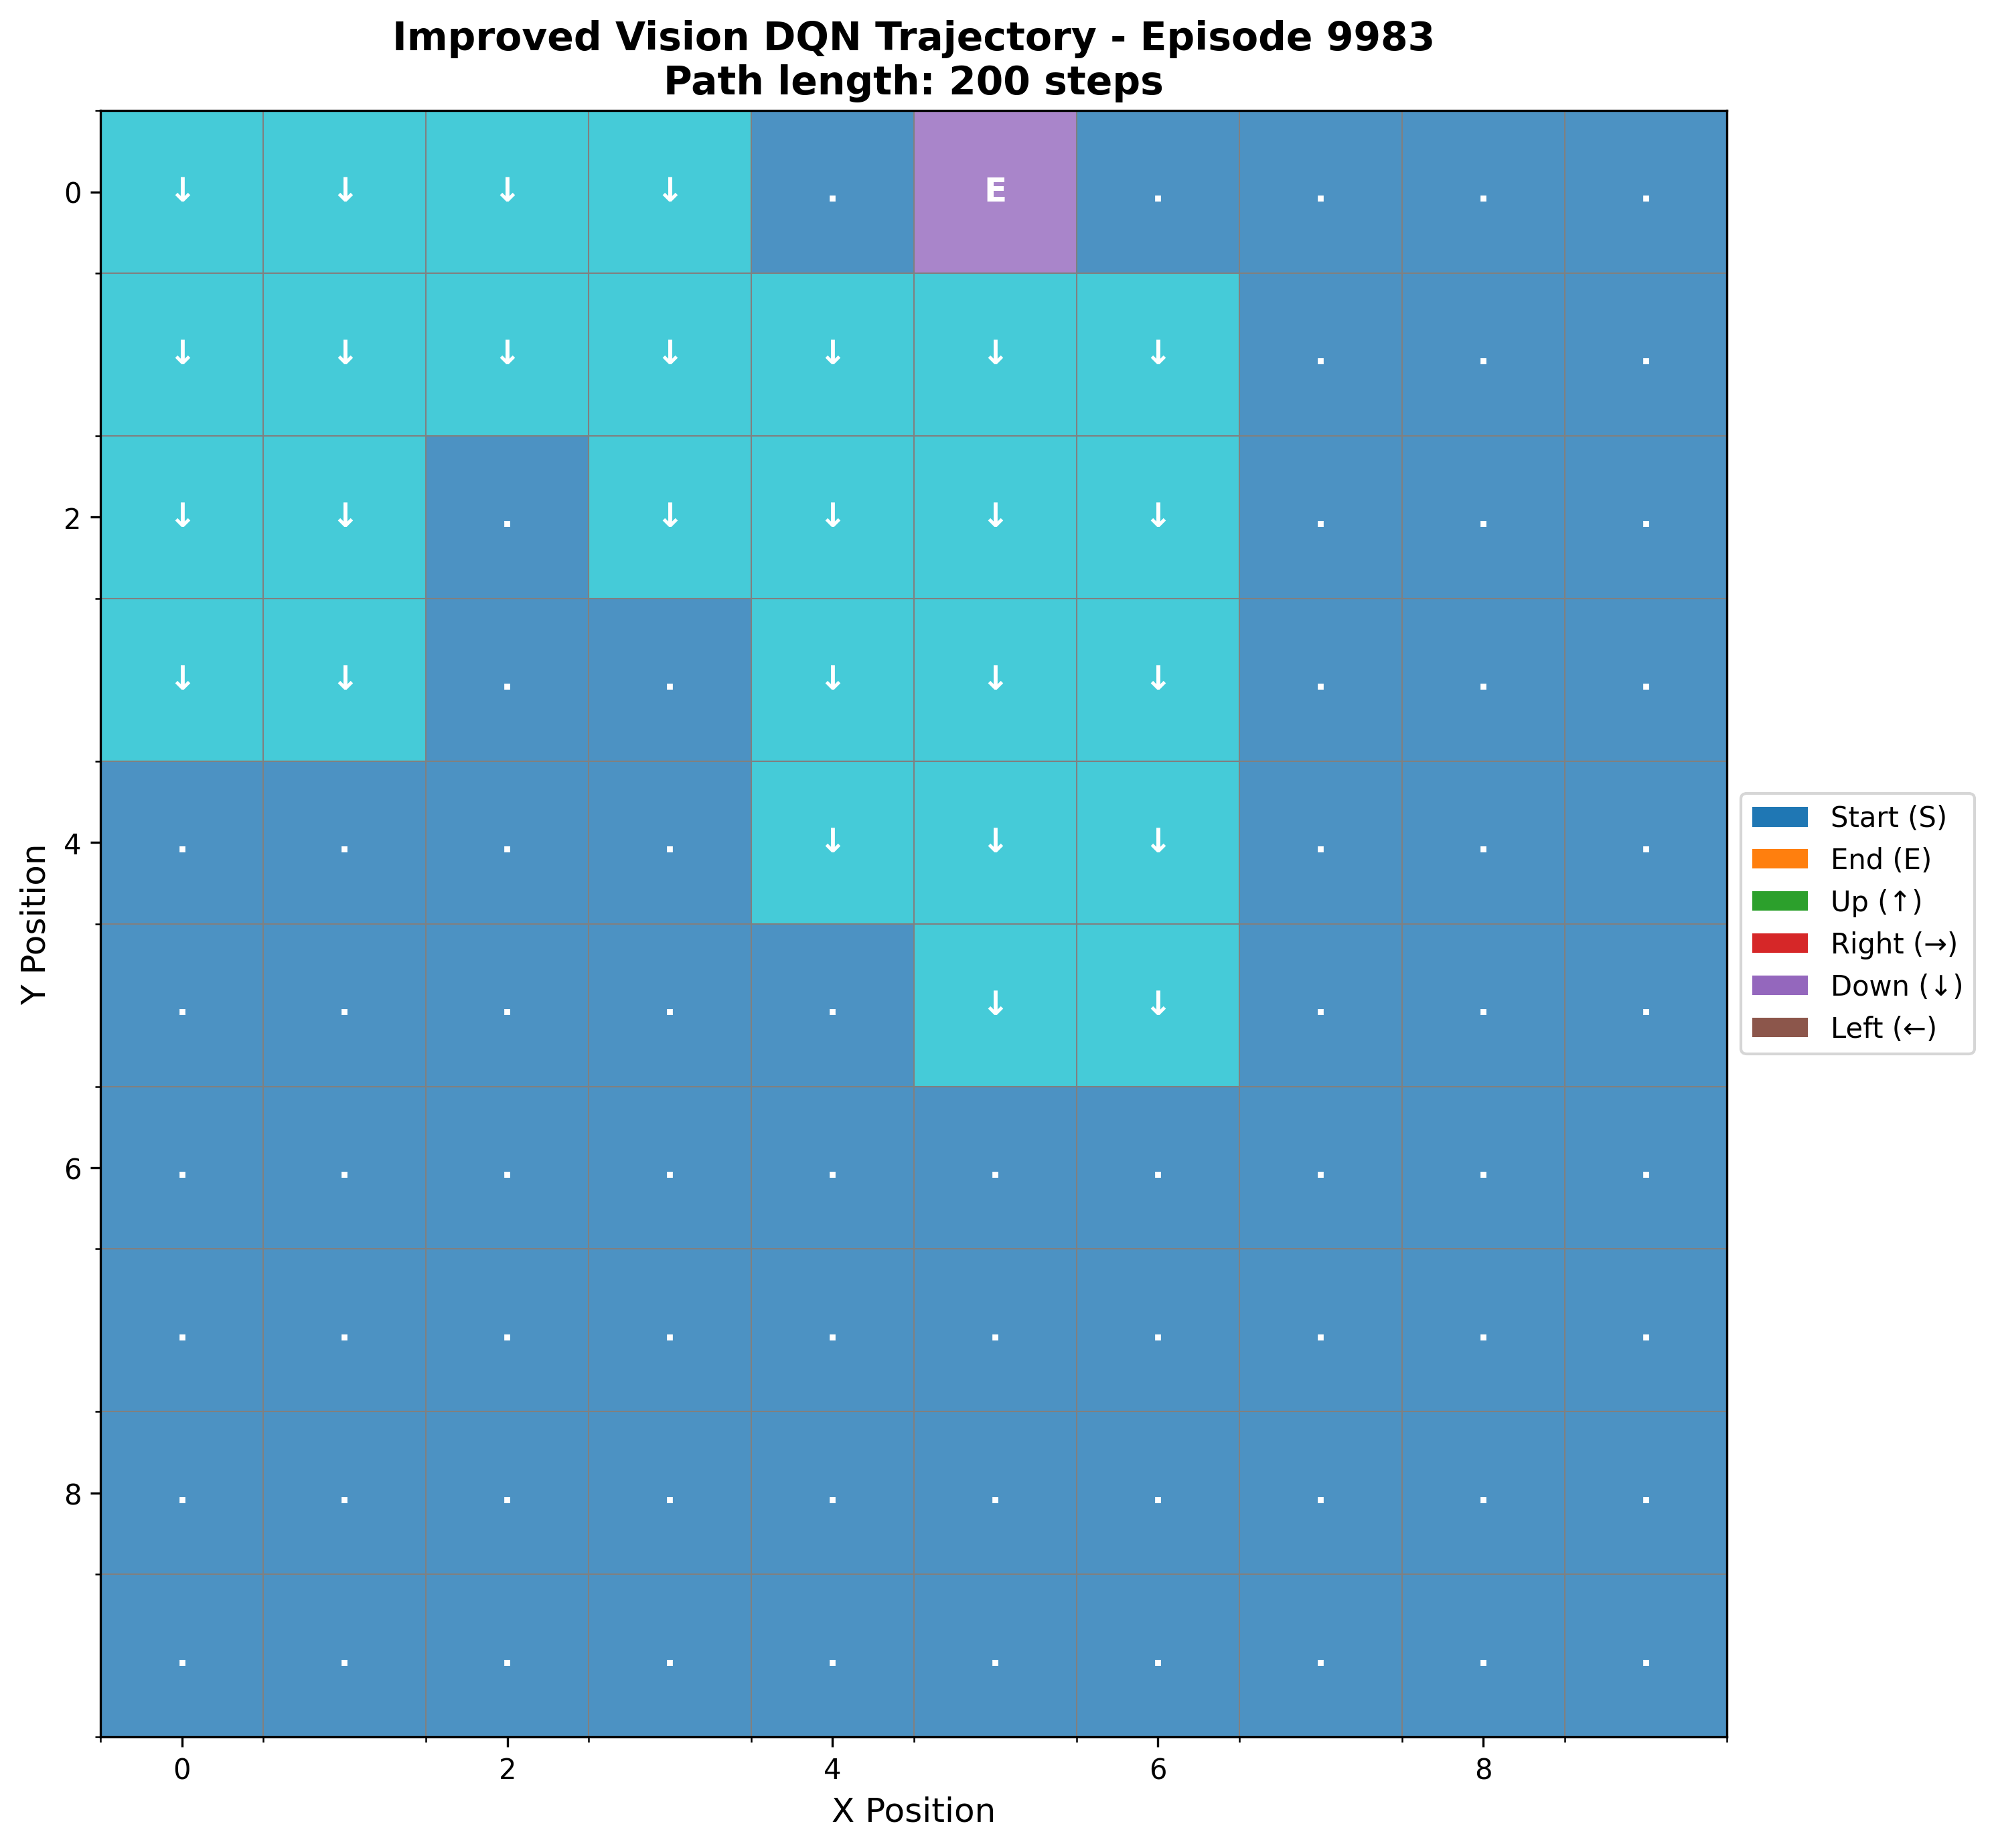 Improved Vision DQN Trajectory - Episode 9983
Path length: 200 steps
0 ↓ ↓ ↓ ↓ . E . . . .
↓ ↓ ↓ ↓ ↓ ↓ ↓ . . .
2 ↓ ↓ . ↓ ↓ ↓ ↓ . . .
↓ ↓ . . ↓ ↓ ↓ . . .
4 . . . . ↓ ↓ ↓ . . .
. . . . . ↓ ↓ . . .
6 . . . . . . . . . .
. . . . . . . . . .
8 . . . . . . . . . .
. . . . . . . . . .
0 2 4 6 8
X Position
Y Position
Start (S)
End (E)
Up (↑)
Right (→)
Down (↓)
Left (←)